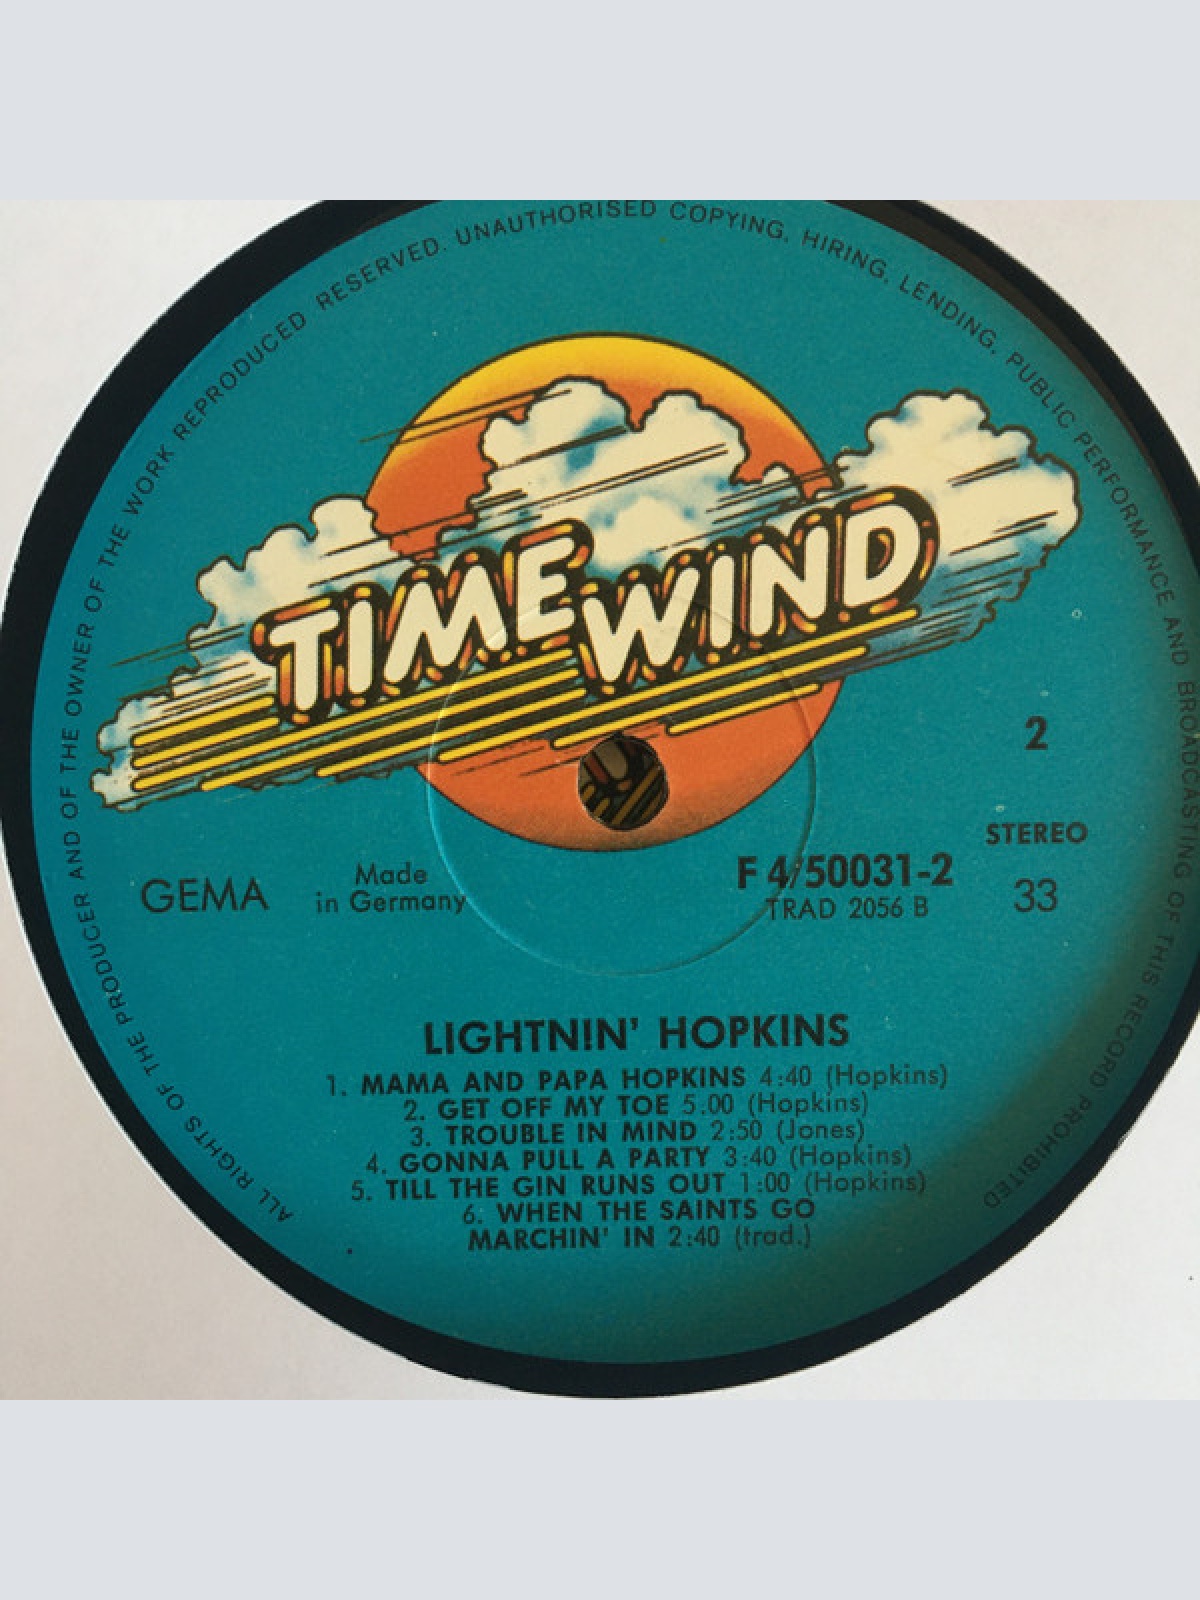 ALL RIGHTS OF THE PRODUCER AND OF THE OWNER OF THE WORK REPRODUCED RESERVED. UNAUTHORISED COPYING, HIRING, LENDING, PUBLIC PERFORMANCE AND BROADCASTING OF THIS RECORD PROHIBITED
TIME WIND
2
STEREO
33
GEMA
Made
in Germany
F 4/50031-2
TRAD 2056 B
LIGHTNIN' HOPKINS
1. MAMA AND PAPA HOPKINS 4:40 (Hopkins)
2. GET OFF MY TOE 5:00 (Hopkins)
3. TROUBLE IN MIND 2:50 (Jones)
4. GONNA PULL A PARTY 3:40 (Hopkins)
5. TILL THE GIN RUNS OUT 1:00 (Hopkins)
6. WHEN THE SAINTS GO
MARCHIN' IN 2:40 (trad.)